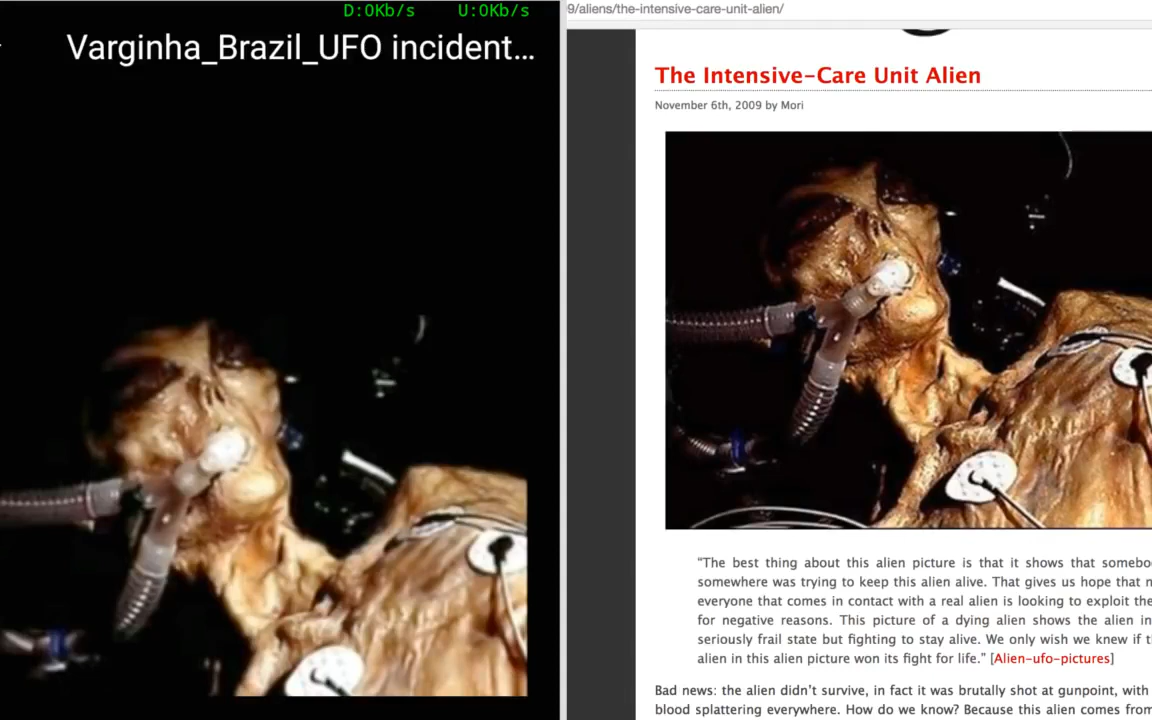 D:0Kb/s U:0Kb/s
Varginha_Brazil_UFO incident...
9/aliens/the-intensive-care-unit-alien/
The Intensive-Care Unit Alien
November 6th, 2009 by Mori
“The best thing about this alien picture is that it shows that somebo
somewhere was trying to keep this alien alive. That gives us hope that n
everyone that comes in contact with a real alien is looking to exploit the
for negative reasons. This picture of a dying alien shows the alien in
seriously frail state but fighting to stay alive. We only wish we knew if t
alien in this alien picture won its fight for life.” [Alien-ufo-pictures]
Bad news: the alien didn’t survive, in fact it was brutally shot at gunpoint, with
blood splattering everywhere. How do we know? Because this alien comes from